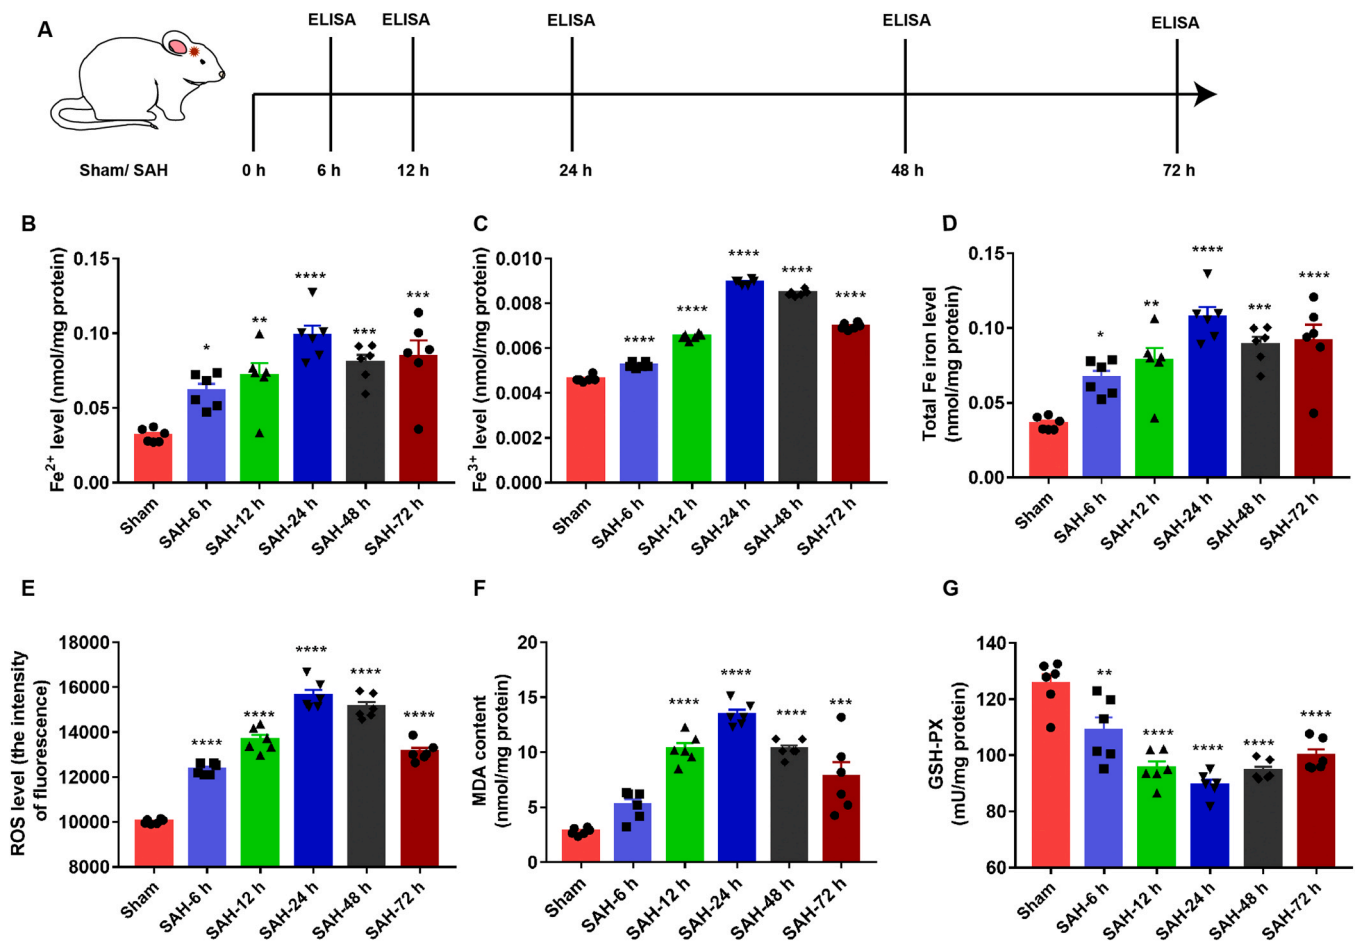 A
ELISA ELISA ELISA ELISA ELISA
Sham/ SAH 0 h 6 h 12 h 24 h 48 h 72 h
B
Fe2+ level (nmol/mg protein)
0.15
0.10
0.05
0.00
* ** **** *** ***
Sham SAH-6 h SAH-12 h SAH-24 h SAH-48 h SAH-72 h
C
Fe3+ level (nmol/mg protein)
0.010
0.008
0.006
0.004
0.002
0.000
**** **** **** **** ****
Sham SAH-6 h SAH-12 h SAH-24 h SAH-48 h SAH-72 h
D
Total Fe iron level
(nmol/mg protein)
0.15
0.10
0.05
0.00
* ** **** *** ****
Sham SAH-6 h SAH-12 h SAH-24 h SAH-48 h SAH-72 h
E
ROS level (the intensity
of fluorescence)
18000
16000
14000
12000
10000
8000
**** **** **** **** ****
Sham SAH-6 h SAH-12 h SAH-24 h SAH-48 h SAH-72 h
F
MDA content
(nmol/mg protein)
20
15
10
5
0
**** **** **** ***
Sham SAH-6 h SAH-12 h SAH-24 h SAH-48 h SAH-72 h
G
GSH-PX
(mU/mg protein)
140
120
100
80
60
** **** **** **** ****
Sham SAH-6 h SAH-12 h SAH-24 h SAH-48 h SAH-72 h